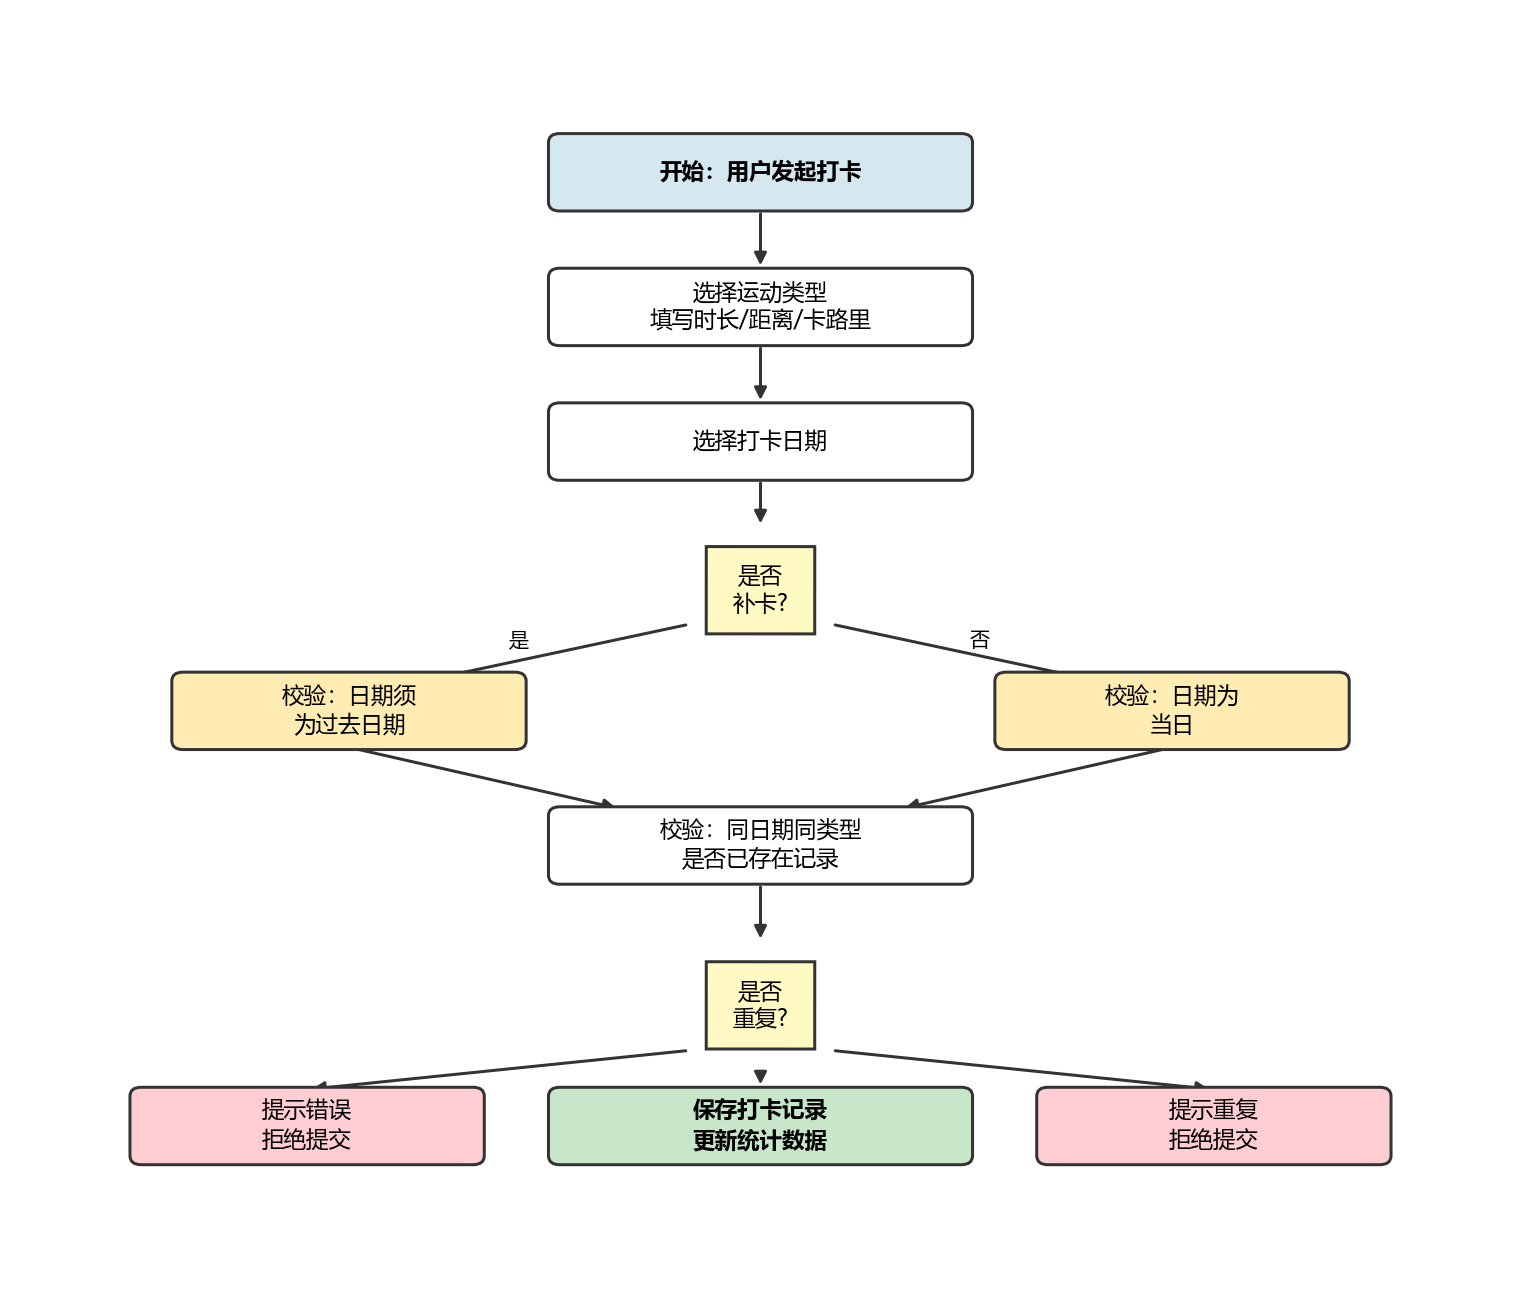 开始：用户发起打卡
选择运动类型
填写时长/距离/卡路里
选择打卡日期
是否
补卡?
是
否
校验：日期须
为过去日期
校验：日期为
当日
校验：同日期同类型
是否已存在记录
是否
重复?
提示错误
拒绝提交
保存打卡记录
更新统计数据
提示重复
拒绝提交